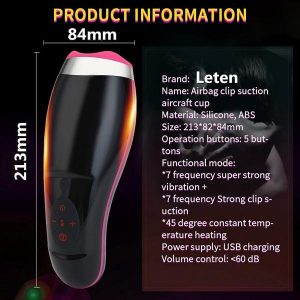 PRODUCT INFORMATION
84mm
213mm
Brand: Leten
Name: Airbag clip suction
aircraft cup
Material: Silicone, ABS
Size: 213*82*84mm
Operation buttons: 5 but-
tons
Functional mode:
*7 frequency super strong
vibration +
*7 frequency Strong clip s-
uction
*45 degree constant temp-
erature heating
Power supply: USB charging
Volume control: <60 dB